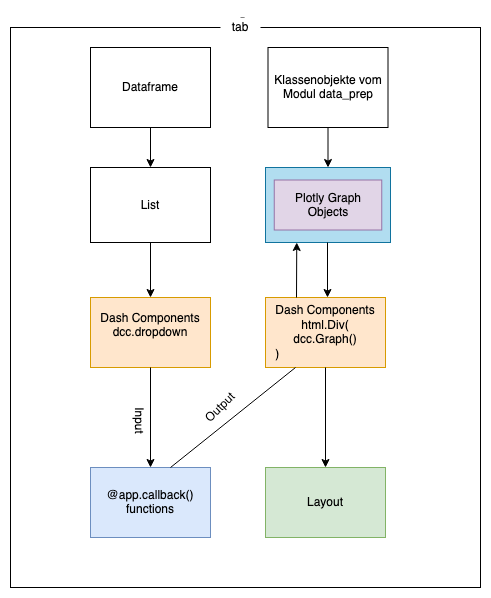 tab
Dataframe
Klassenobjekte vom
Modul data_prep
List
Plotly Graph
Objects
Dash Components
dcc.dropdown
Dash Components
html.Div(
dcc.Graph()
)
Input
Output
@app.callback()
functions
Layout